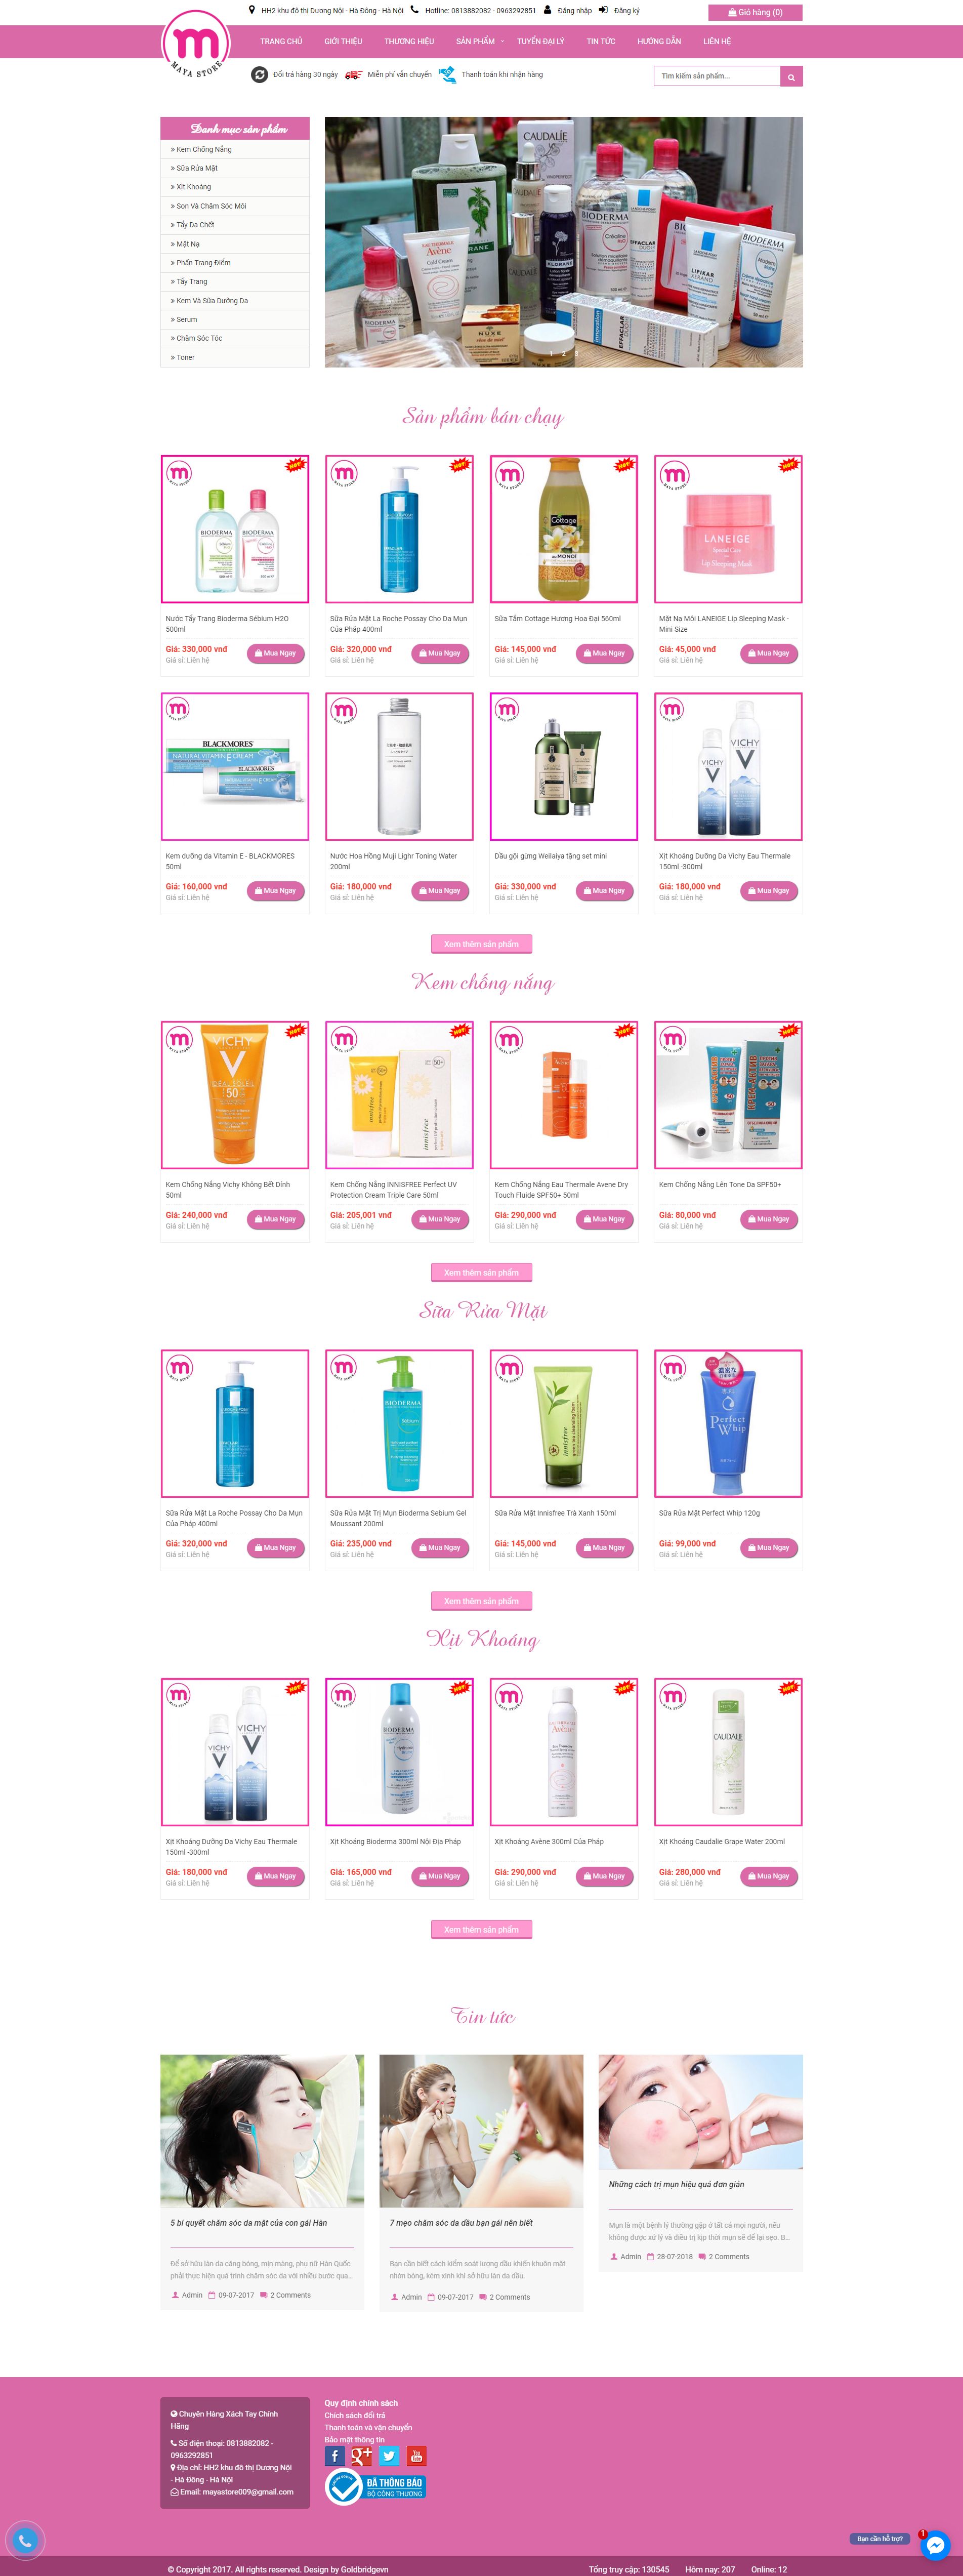 HH2 khu đô thị Dương Nội - Hà Đông - Hà Nội Hotline: 0813882082 - 0963292851 Đăng nhập Đăng ký Giỏ hàng (0)
MAYA STORE
TRANG CHỦ GIỚI THIỆU THƯƠNG HIỆU SẢN PHẨM TUYỂN ĐẠI LÝ TIN TỨC HƯỚNG DẪN LIÊN HỆ
Đổi trả hàng 30 ngày Miễn phí vẫn chuyển Thanh toán khi nhận hàng Tìm kiếm sản phẩm...
Danh mục sản phẩm
» Kem Chống Nắng
» Sữa Rửa Mặt
» Xịt Khoáng
» Son Và Chăm Sóc Môi
» Tẩy Da Chết
» Mặt Nạ
» Phấn Trang Điểm
» Tẩy Trang
» Kem Và Sữa Dưỡng Da
» Serum
» Chăm Sóc Tóc
» Toner
1 2 3
Sản phẩm bán chạy
Nước Tẩy Trang Bioderma Sébium H2O 500ml
Giá: 330,000 vnđ
Giá sỉ: Liên hệ
Mua Ngay
Sữa Rửa Mặt La Roche Possay Cho Da Mụn Của Pháp 400ml
Giá: 320,000 vnđ
Giá sỉ: Liên hệ
Mua Ngay
Sữa Tắm Cottage Hương Hoa Đại 560ml
Giá: 145,000 vnđ
Giá sỉ: Liên hệ
Mua Ngay
Mặt Nạ Môi LANEIGE Lip Sleeping Mask - Mini Size
Giá: 45,000 vnđ
Giá sỉ: Liên hệ
Mua Ngay
Kem dưỡng da Vitamin E - BLACKMORES 50ml
Giá: 160,000 vnđ
Giá sỉ: Liên hệ
Mua Ngay
Nước Hoa Hồng Muji Lighr Toning Water 200ml
Giá: 180,000 vnđ
Giá sỉ: Liên hệ
Mua Ngay
Dầu gội gừng Weilaiya tặng set mini
Giá: 330,000 vnđ
Giá sỉ: Liên hệ
Mua Ngay
Xịt Khoáng Dưỡng Da Vichy Eau Thermale 150ml -300ml
Giá: 180,000 vnđ
Giá sỉ: Liên hệ
Mua Ngay
Xem thêm sản phẩm
Kem chống nắng
Kem Chống Nắng Vichy Không Bết Dính 50ml
Giá: 240,000 vnđ
Giá sỉ: Liên hệ
Mua Ngay
Kem Chống Nắng INNISFREE Perfect UV Protection Cream Triple Care 50ml
Giá: 205,001 vnđ
Giá sỉ: Liên hệ
Mua Ngay
Kem Chống Nắng Eau Thermale Avene Dry Touch Fluide SPF50+ 50ml
Giá: 290,000 vnđ
Giá sỉ: Liên hệ
Mua Ngay
Kem Chống Nắng Lên Tone Da SPF50+
Giá: 80,000 vnđ
Giá sỉ: Liên hệ
Mua Ngay
Xem thêm sản phẩm
Sữa Rửa Mặt
Sữa Rửa Mặt La Roche Possay Cho Da Mụn Của Pháp 400ml
Giá: 320,000 vnđ
Giá sỉ: Liên hệ
Mua Ngay
Sữa Rửa Mặt Trị Mụn Bioderma Sebium Gel Moussant 200ml
Giá: 235,000 vnđ
Giá sỉ: Liên hệ
Mua Ngay
Sữa Rửa Mặt Innisfree Trà Xanh 150ml
Giá: 145,000 vnđ
Giá sỉ: Liên hệ
Mua Ngay
Sữa Rửa Mặt Perfect Whip 120g
Giá: 99,000 vnđ
Giá sỉ: Liên hệ
Mua Ngay
Xem thêm sản phẩm
Xịt Khoáng
Xịt Khoáng Dưỡng Da Vichy Eau Thermale 150ml -300ml
Giá: 180,000 vnđ
Giá sỉ: Liên hệ
Mua Ngay
Xịt Khoáng Bioderma 300ml Nội Địa Pháp
Giá: 165,000 vnđ
Giá sỉ: Liên hệ
Mua Ngay
Xịt Khoáng Avène 300ml Của Pháp
Giá: 290,000 vnđ
Giá sỉ: Liên hệ
Mua Ngay
Xịt Khoáng Caudalie Grape Water 200ml
Giá: 280,000 vnđ
Giá sỉ: Liên hệ
Mua Ngay
Xem thêm sản phẩm
Tin tức
5 bí quyết chăm sóc da mặt của con gái Hàn
Để sở hữu làn da căng bóng, mịn màng, phụ nữ Hàn Quốc
phải thực hiện quá trình chăm sóc da với nhiều bước qua...
Admin 09-07-2017 2 Comments
7 mẹo chăm sóc da dầu bạn gái nên biết
Bạn cần biết cách kiểm soát lượng dầu khiến khuôn mặt
nhờn bóng, kém xinh khi sở hữu làn da dầu.
Admin 09-07-2017 2 Comments
Những cách trị mụn hiệu quả đơn giản
Mụn là một bệnh lý thường gặp ở tất cả mọi người, nếu
không được xử lý và điều trị kịp thời mụn sẽ để lại sẹo. B...
Admin 28-07-2018 2 Comments
Chuyên Hàng Xách Tay Chính
Hãng
Số điện thoại: 0813882082 -
0963292851
Địa chỉ: HH2 khu đô thị Dương Nội
- Hà Đông - Hà Nội
Email: mayastore009@gmail.com
Quy định chính sách
Chích sách đổi trả
Thanh toán và vận chuyển
Bảo mật thông tin
ĐÃ THÔNG BÁO
BỘ CÔNG THƯƠNG
Bạn cần hỗ trợ?
1
© Copyright 2017. All rights reserved. Design by Goldbridgevn Tổng truy cập: 130545 Hôm nay: 207 Online: 12